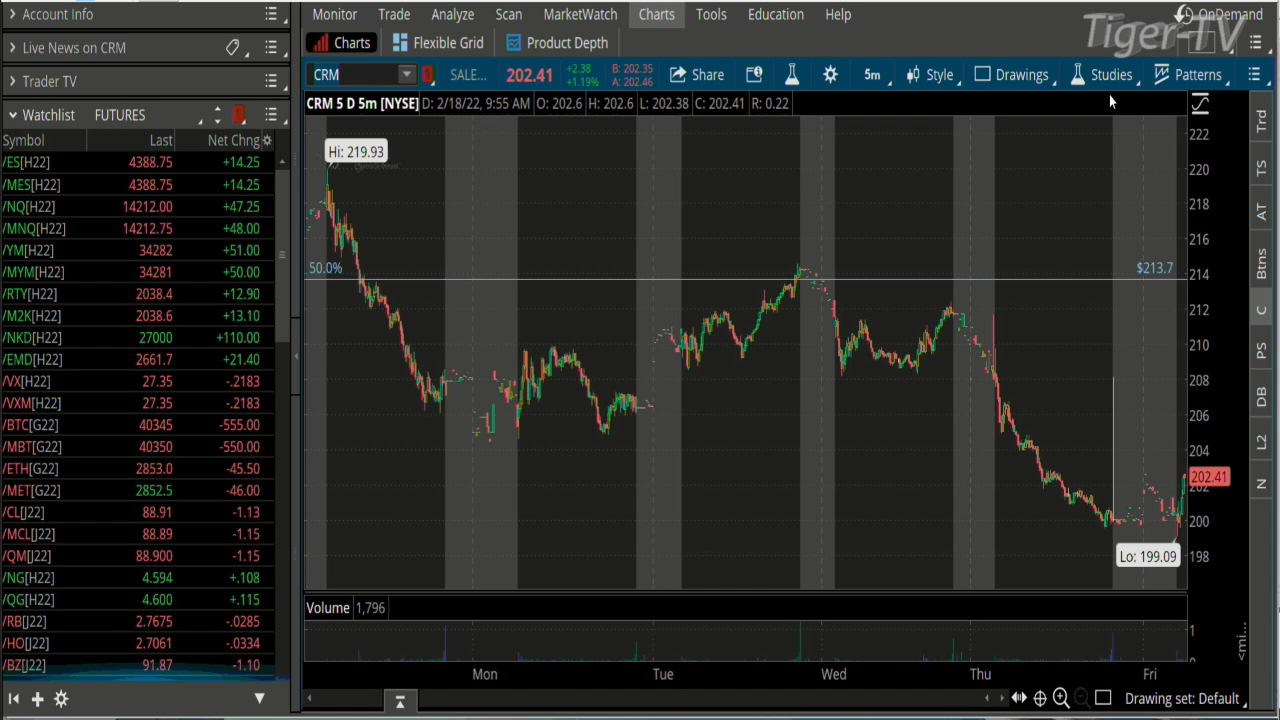 Account Info
Monitor Trade Analyze Scan MarketWatch Charts Tools Education Help
OnDemand
Tiger-TV
Live News on CRM
Charts Flexible Grid Product Depth
Trader TV
CRM SALE... 202.41 +2.38 +1.19% B: 202.35 A: 202.46 Share 5m Style Drawings Studies Patterns
Watchlist FUTURES
CRM 5 D 5m [NYSE] D: 2/18/22, 9:55 AM O: 202.6 H: 202.6 L: 202.38 C: 202.41 R: 0.22
Symbol Last Net Chng
/ES[H22] 4388.75 +14.25
/MES[H22] 4388.75 +14.25
/NQ[H22] 14212.00 +47.25
/MNQ[H22] 14212.75 +48.00
/YM[H22] 34282 +51.00
/MYM[H22] 34281 +50.00
/RTY[H22] 2038.4 +12.90
/M2K[H22] 2038.6 +13.10
/NKD[H22] 27000 +110.00
/EMD[H22] 2661.7 +21.40
/VX[H22] 27.35 -.2183
/VXM[H22] 27.35 -.2183
/BTC[G22] 40345 -555.00
/MBT[G22] 40350 -550.00
/ETH[G22] 2853.0 -45.50
/MET[G22] 2852.5 -46.00
/CL[J22] 88.91 -1.13
/MCL[J22] 88.89 -1.15
/QM[J22] 88.900 -1.15
/NG[H22] 4.594 +.108
/QG[H22] 4.600 +.115
/RB[J22] 2.7675 -.0285
/HO[J22] 2.7061 -.0334
/BZ[J22] 91.87 -1.10
Hi: 219.93
50.0%
$213.7
Lo: 199.09
222
220
218
216
214
212
210
208
206
204
202.41
202
200
198
Volume 1,796
1
0
<mi...
Mon Tue Wed Thu Fri
Drawing set: Default
Trd
TS
AT
Btns
C
PS
DB
L2
N